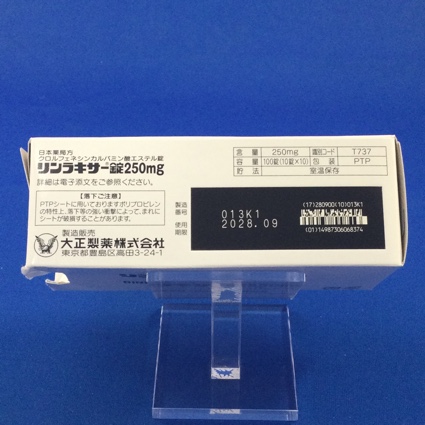 日本薬局方
クロルフェネシンカルバミン酸エステル錠
リンラキサー錠250mg
詳細は電子添文をご参照ください。
【落下ご注意】
PTPシートに用いておりますポリプロピレン
の特性上、落下等の強い衝撃によって、まれに
シートが破損することがあります。
製造販売
大正製薬株式会社
東京都豊島区高田3-24-1
含量 250mg 識別コード T737
容量 100錠(10錠×10) 包装 PTP
貯法 室温保存
製造番号 013K1
使用期限 2028.09
(17)280900(10)013K1
(01)14987306068374